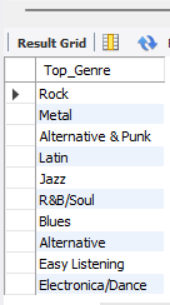 Result Grid
Top_Genre
Rock
Metal
Alternative & Punk
Latin
Jazz
R&B/Soul
Blues
Alternative
Easy Listening
Electronica/Dance